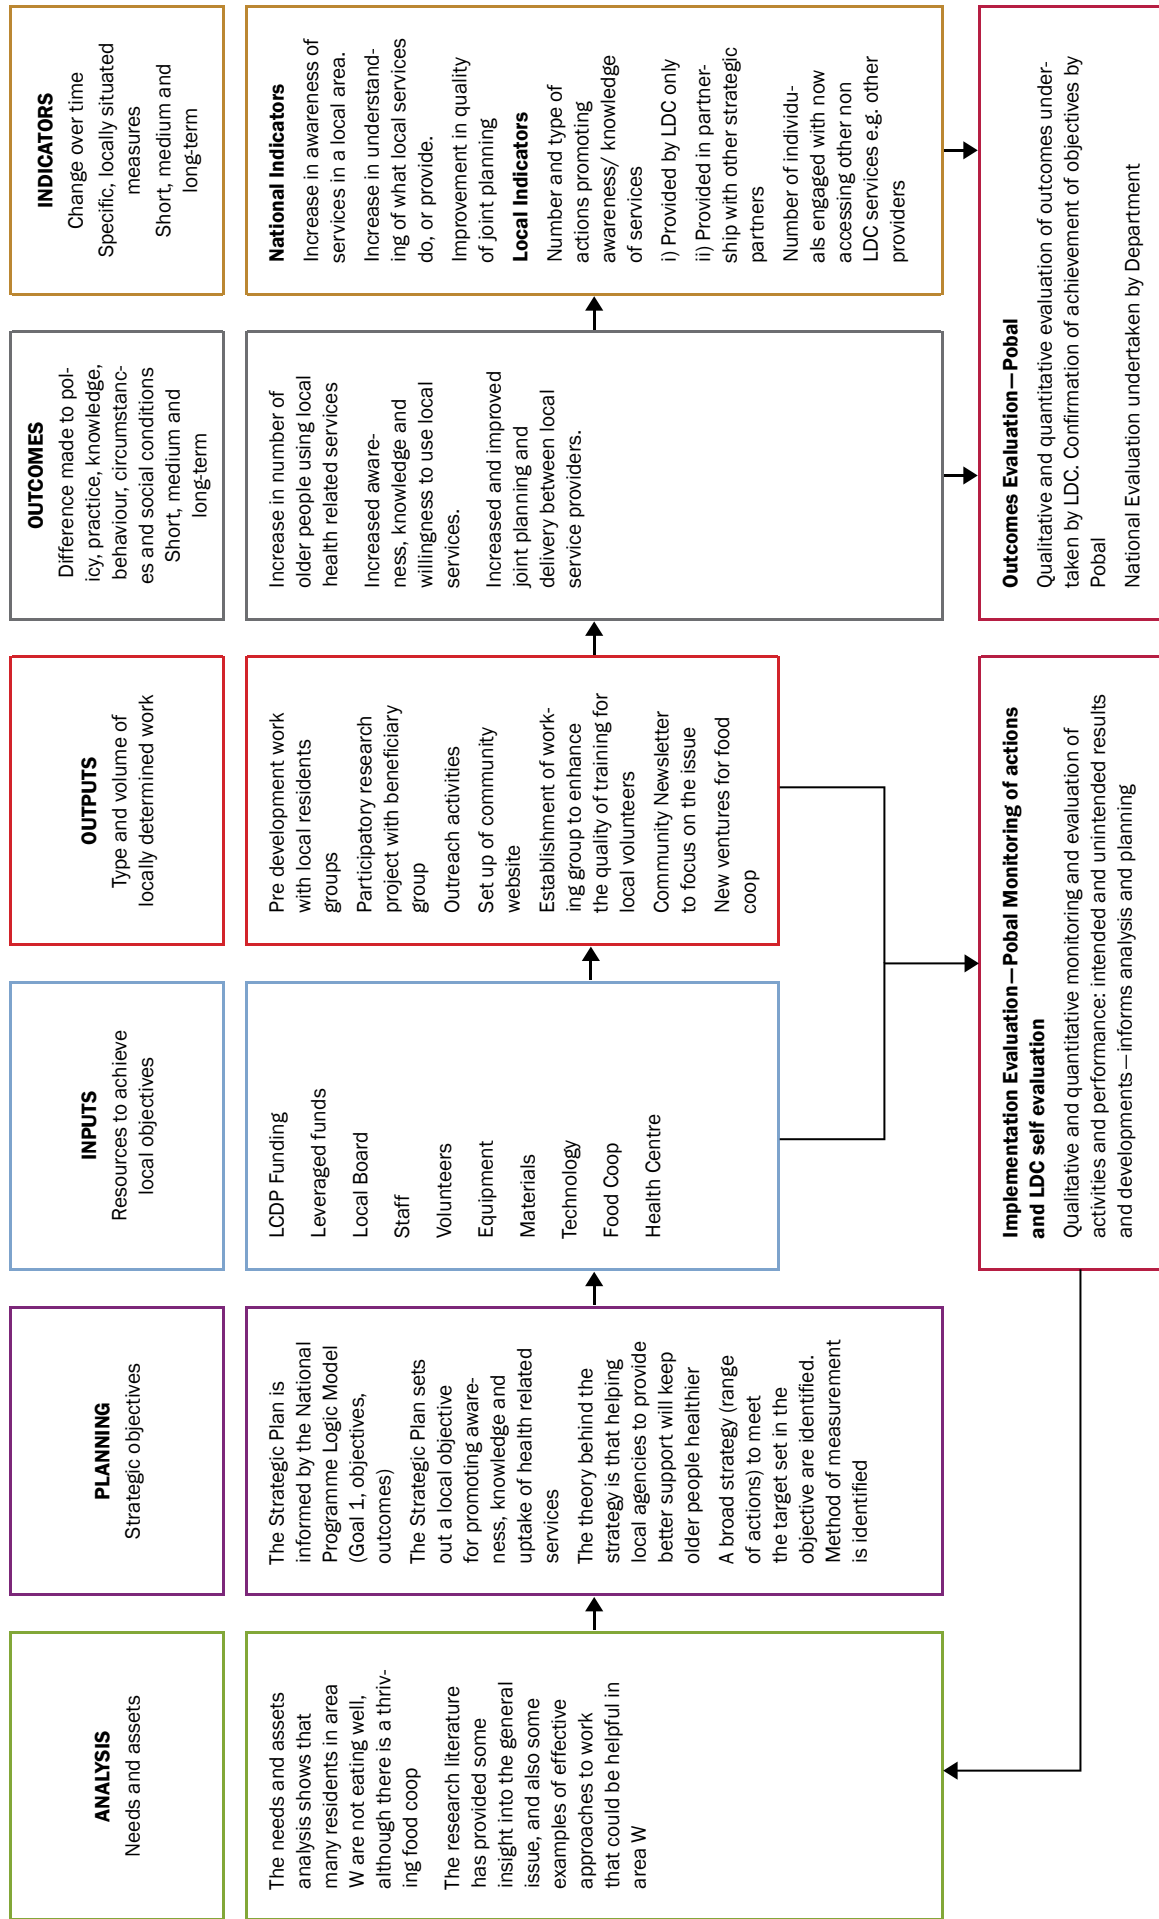 ANALYSIS
Needs and assets
The needs and assets
analysis shows that
many residents in area
W are not eating well,
although there is a thriv-
ing food coop
The research literature
has provided some
insight into the general
issue, and also some
examples of effective
approaches to work
that could be helpful in
area W
PLANNING
Strategic objectives
The Strategic Plan is
informed by the National
Programme Logic Model
(Goal 1, objectives,
outcomes)
The Strategic Plan sets
out a local objective
for promoting aware-
ness, knowledge and
uptake of health related
services
The theory behind the
strategy is that helping
local agencies to provide
better support will keep
older people healthier
A broad strategy (range
of actions) to meet
the target set in the
objective are identified.
Method of measurement
is identified
INPUTS
Resources to achieve
local objectives
LCDP Funding
Leveraged funds
Local Board
Staff
Volunteers
Equipment
Materials
Technology
Food Coop
Health Centre
OUTPUTS
Type and volume of
locally determined work
Pre development work
with local residents
groups
Participatory research
project with beneficiary
group
Outreach activities
Set up of community
website
Establishment of work-
ing group to enhance
the quality of training for
local volunteers
Community Newsletter
to focus on the issue
New ventures for food
coop
OUTCOMES
Difference made to pol-
icy, practice, knowledge,
behaviour, circumstanc-
es and social conditions
Short, medium and
long-term
Increase in number of
older people using local
health related services
Increased aware-
ness, knowledge and
willingness to use local
services.
Increased and improved
joint planning and
delivery between local
service providers.
INDICATORS
Change over time
Specific, locally situated
measures
Short, medium and
long-term
National Indicators
Increase in awareness of
services in a local area.
Increase in understand-
ing of what local services
do, or provide.
Improvement in quality
of joint planning
Local Indicators
Number and type of
actions promoting
awareness/ knowledge
of services
i) Provided by LDC only
ii) Provided in partner-
ship with other strategic
partners
Number of individu-
als engaged with now
accessing other non
LDC services e.g. other
providers
Implementation Evaluation—Pobal Monitoring of actions
and LDC self evaluation
Qualitative and quantitative monitoring and evaluation of
activities and performance: intended and unintended results
and developments—informs analysis and planning
Outcomes Evaluation—Pobal
Qualitative and quantitative evaluation of outcomes under-
taken by LDC. Confirmation of achievement of objectives by
Pobal
National Evaluation undertaken by Department